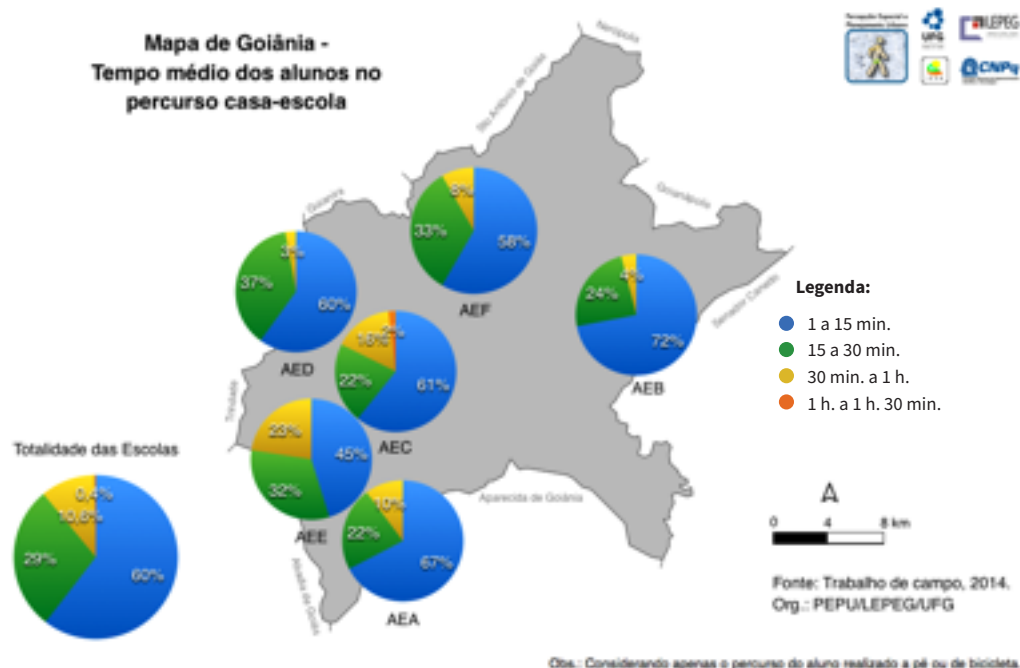 Mapa de Goiânia -
Tempo médio dos alunos no
percurso casa-escola
UFG
LEPEG
CNPq
Nerópolis
Sto Antônio de Goiás
Goianira
Goianápolis
Senador Canedo
Trindade
Aparecida de Goiânia
Abadia de Goiás
8%
33%
58%
AEF
3%
37%
60%
AED
4%
24%
72%
AEB
2%
16%
22%
61%
AEC
23%
45%
32%
AEE
10%
22%
67%
AEA
Legenda:
1 a 15 min.
15 a 30 min.
30 min. a 1 h.
1 h. a 1 h. 30 min.
Totalidade das Escolas
0,4%
10,6%
29%
60%
0 4 8 km
Fonte: Trabalho de campo, 2014.
Org.: PEPU/LEPEG/UFG
Obs.: Considerando apenas o percurso do aluno realizado a pé ou de bicicleta.